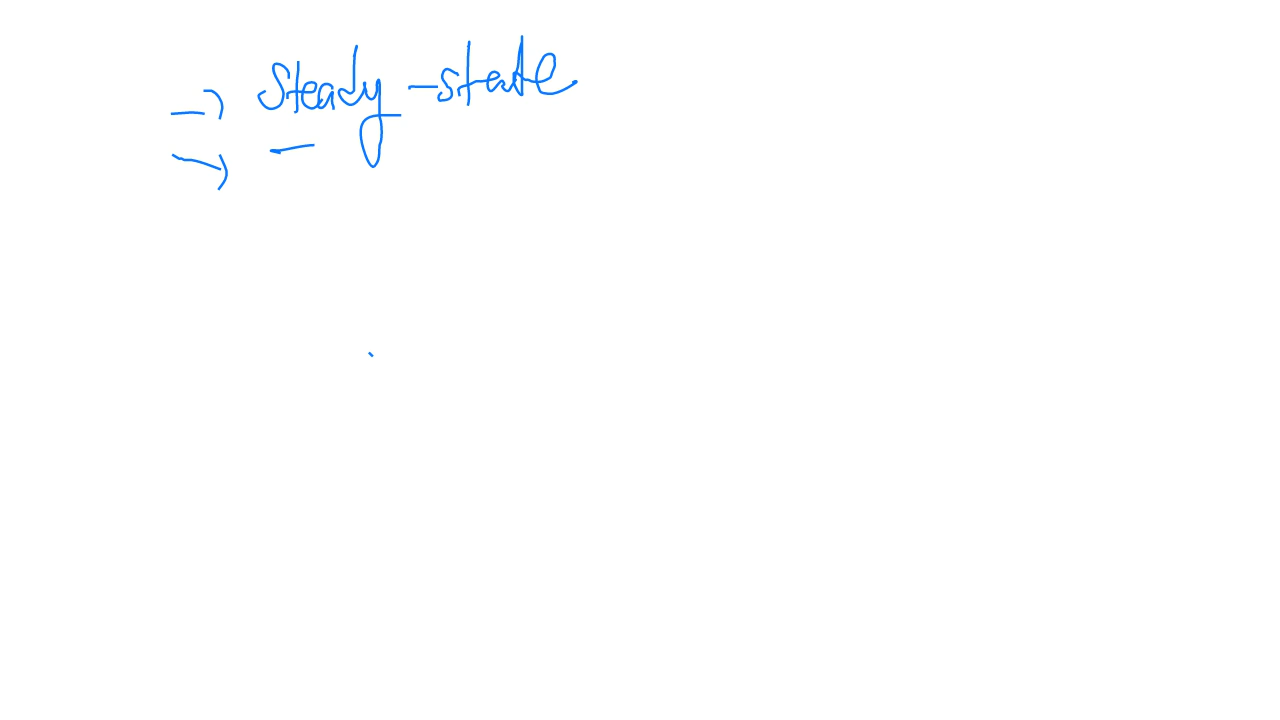 → Steady-state
→ –